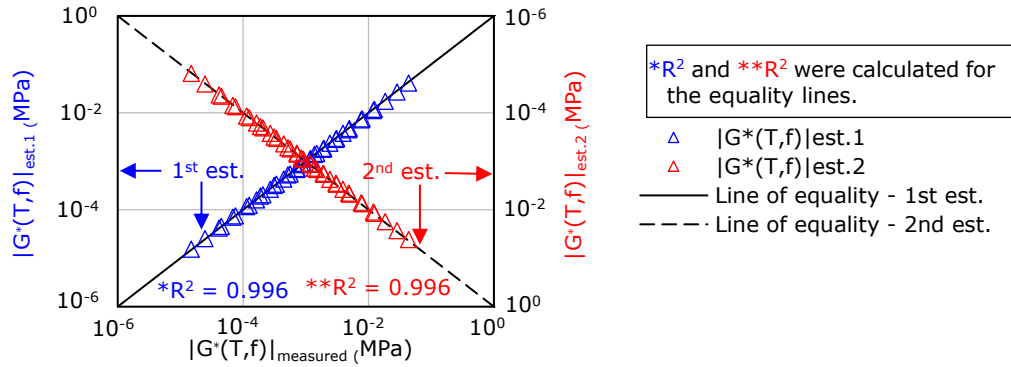 10⁰
10⁻²
10⁻⁴
10⁻⁶
|G*(T,f)|est.1 (MPa)
10⁻⁶
10⁻⁴
10⁻²
10⁰
|G*(T,f)|est.2 (MPa)
1st est.
2nd est.
*R² = 0.996
**R² = 0.996
10⁻⁶
10⁻⁴
10⁻²
10⁰
|G*(T,f)|measured (MPa)
*R² and **R² were calculated for
the equality lines.
|G*(T,f)|est.1
|G*(T,f)|est.2
Line of equality - 1st est.
Line of equality - 2nd est.